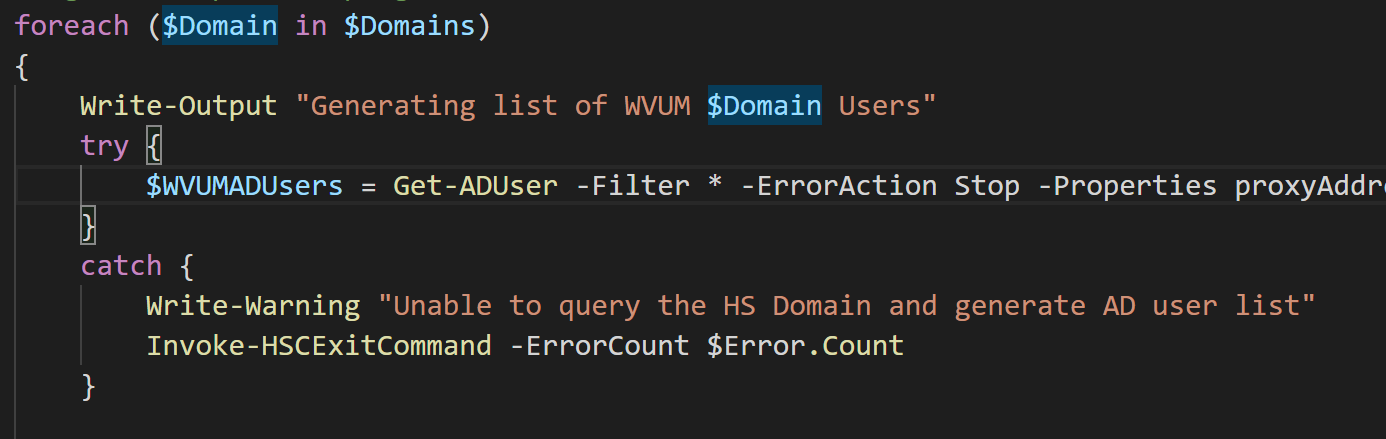 foreach ($Domain in $Domains)
{
Write-Output "Generating list of WVUM $Domain Users"
try {
$WVUMADUsers = Get-ADUser -Filter * -ErrorAction Stop -Properties proxyAddr
}
catch {
Write-Warning "Unable to query the HS Domain and generate AD user list"
Invoke-HSCExitCommand -ErrorCount $Error.Count
}